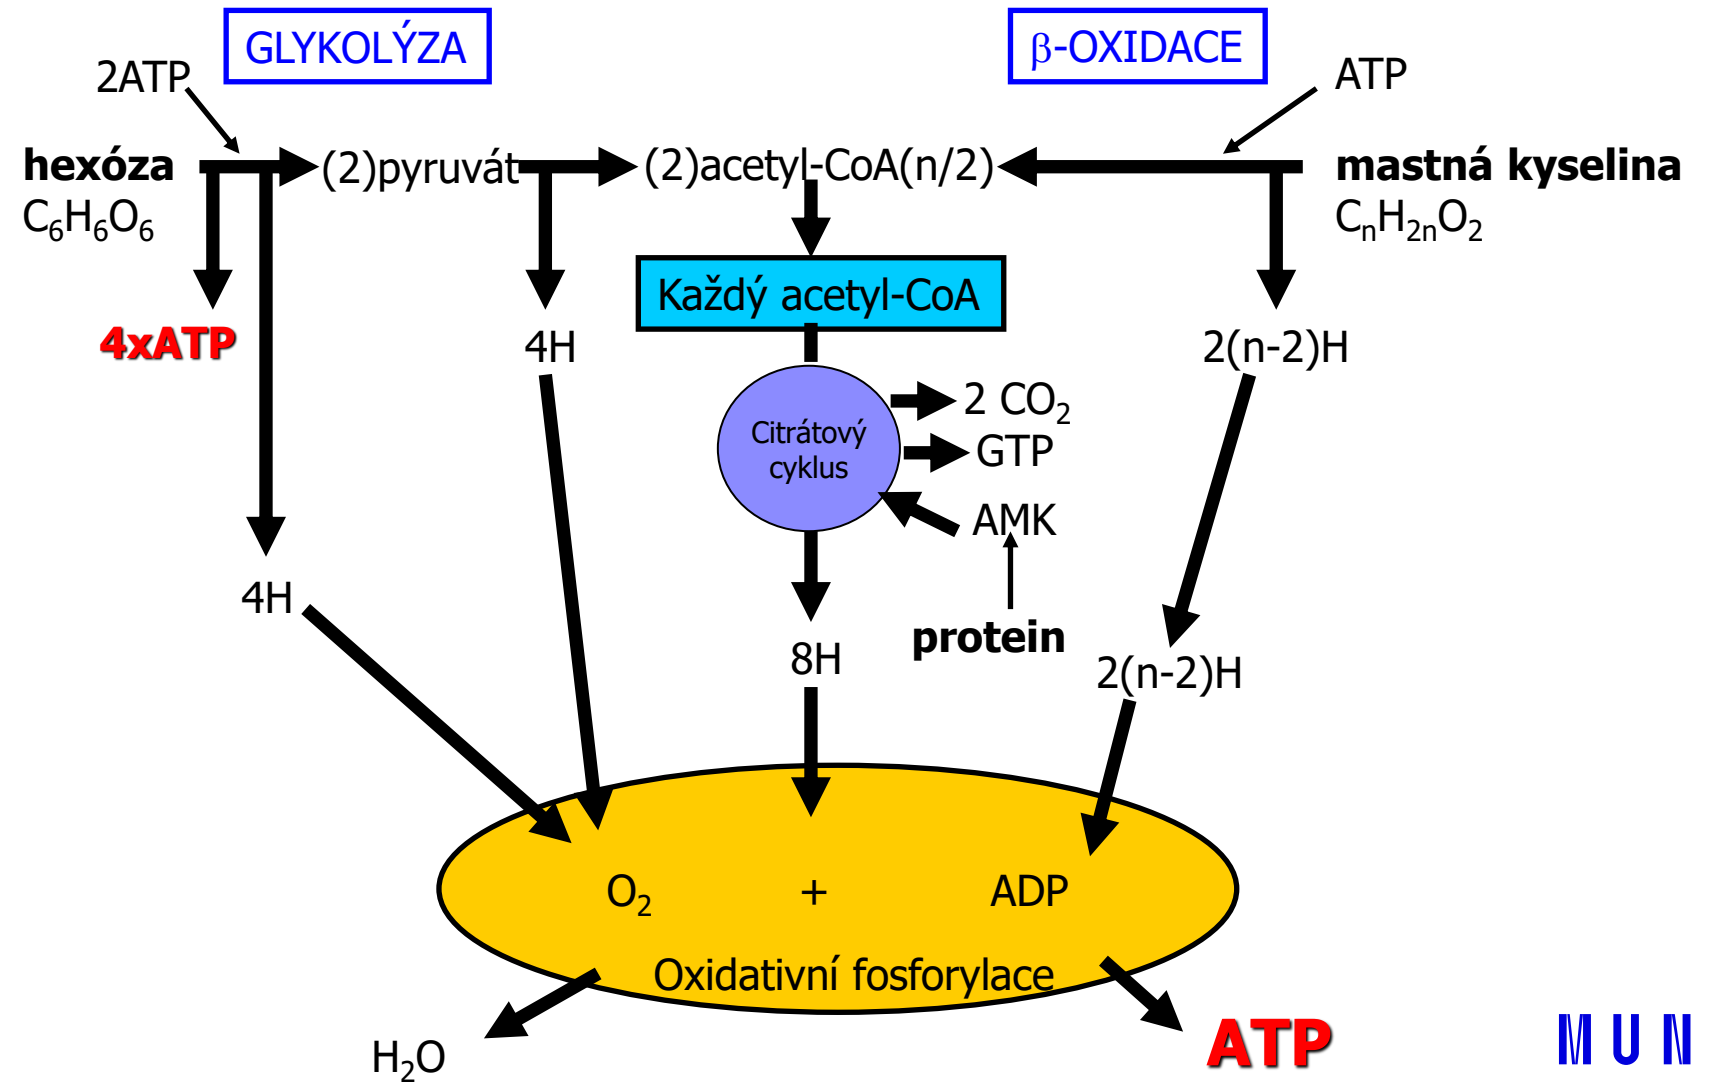 GLYKOLÝZA
β-OXIDACE
2ATP
ATP
hexóza
(2)pyruvát
(2)acetyl-CoA(n/2)
mastná kyselina
C₆H₆O₆
CₙH₂ₙO₂
Každý acetyl-CoA
4xATP
4H
2(n-2)H
2 CO₂
Citrátový
cyklus
GTP
AMK
4H
protein
8H
2(n-2)H
O₂ + ADP
Oxidativní fosforylace
H₂O
ATP
MUN